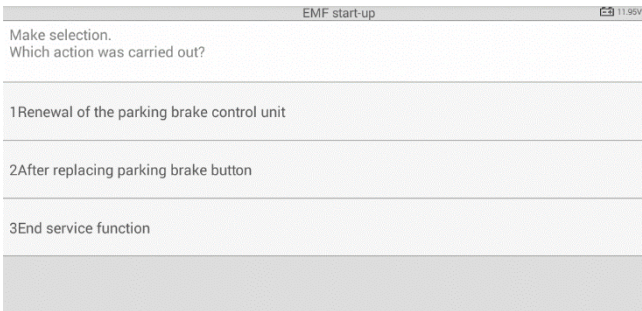 EMF start-up
11.95V
Make selection.
Which action was carried out?
1Renewal of the parking brake control unit
2After replacing parking brake button
3End service function